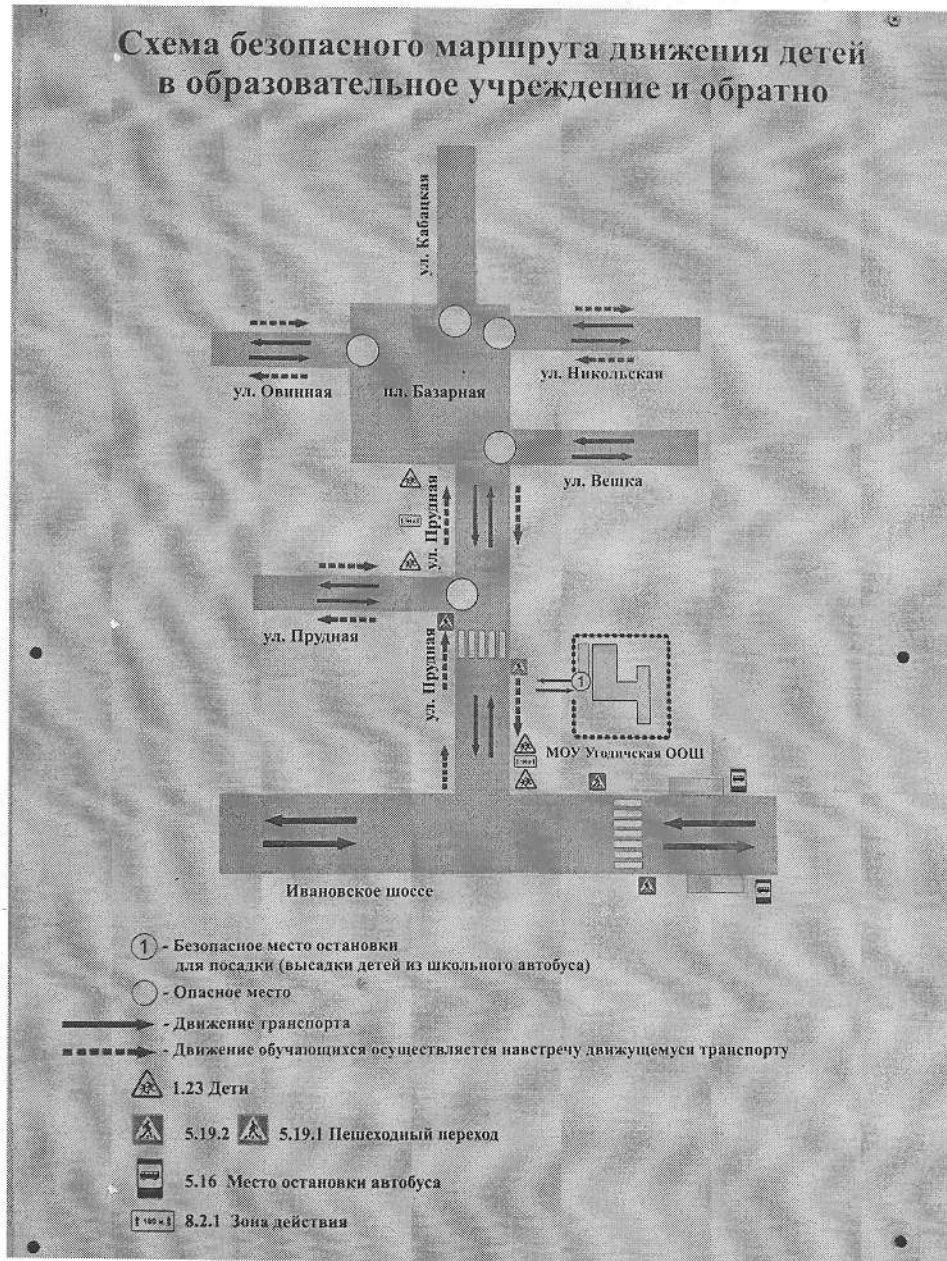 Схема безопасного маршрута движения детей
в образовательное учреждение и обратно
ул. Кабацкая
ул. Овинная
пл. Базарная
ул. Никольская
ул. Вешка
ул. Прудная
ул. Прудная
ул. Прудная
1
МОУ Угодичская ООШ
Ивановское шоссе
1 - Безопасное место остановки
для посадки (высадки детей из школьного автобуса)
- Опасное место
- Движение транспорта
- Движение обучающихся осуществляется навстречу движущемуся транспорту
1.23 Дети
5.19.2 5.19.1 Пешеходный переход
5.16 Место остановки автобуса
100 м 8.2.1 Зона действия